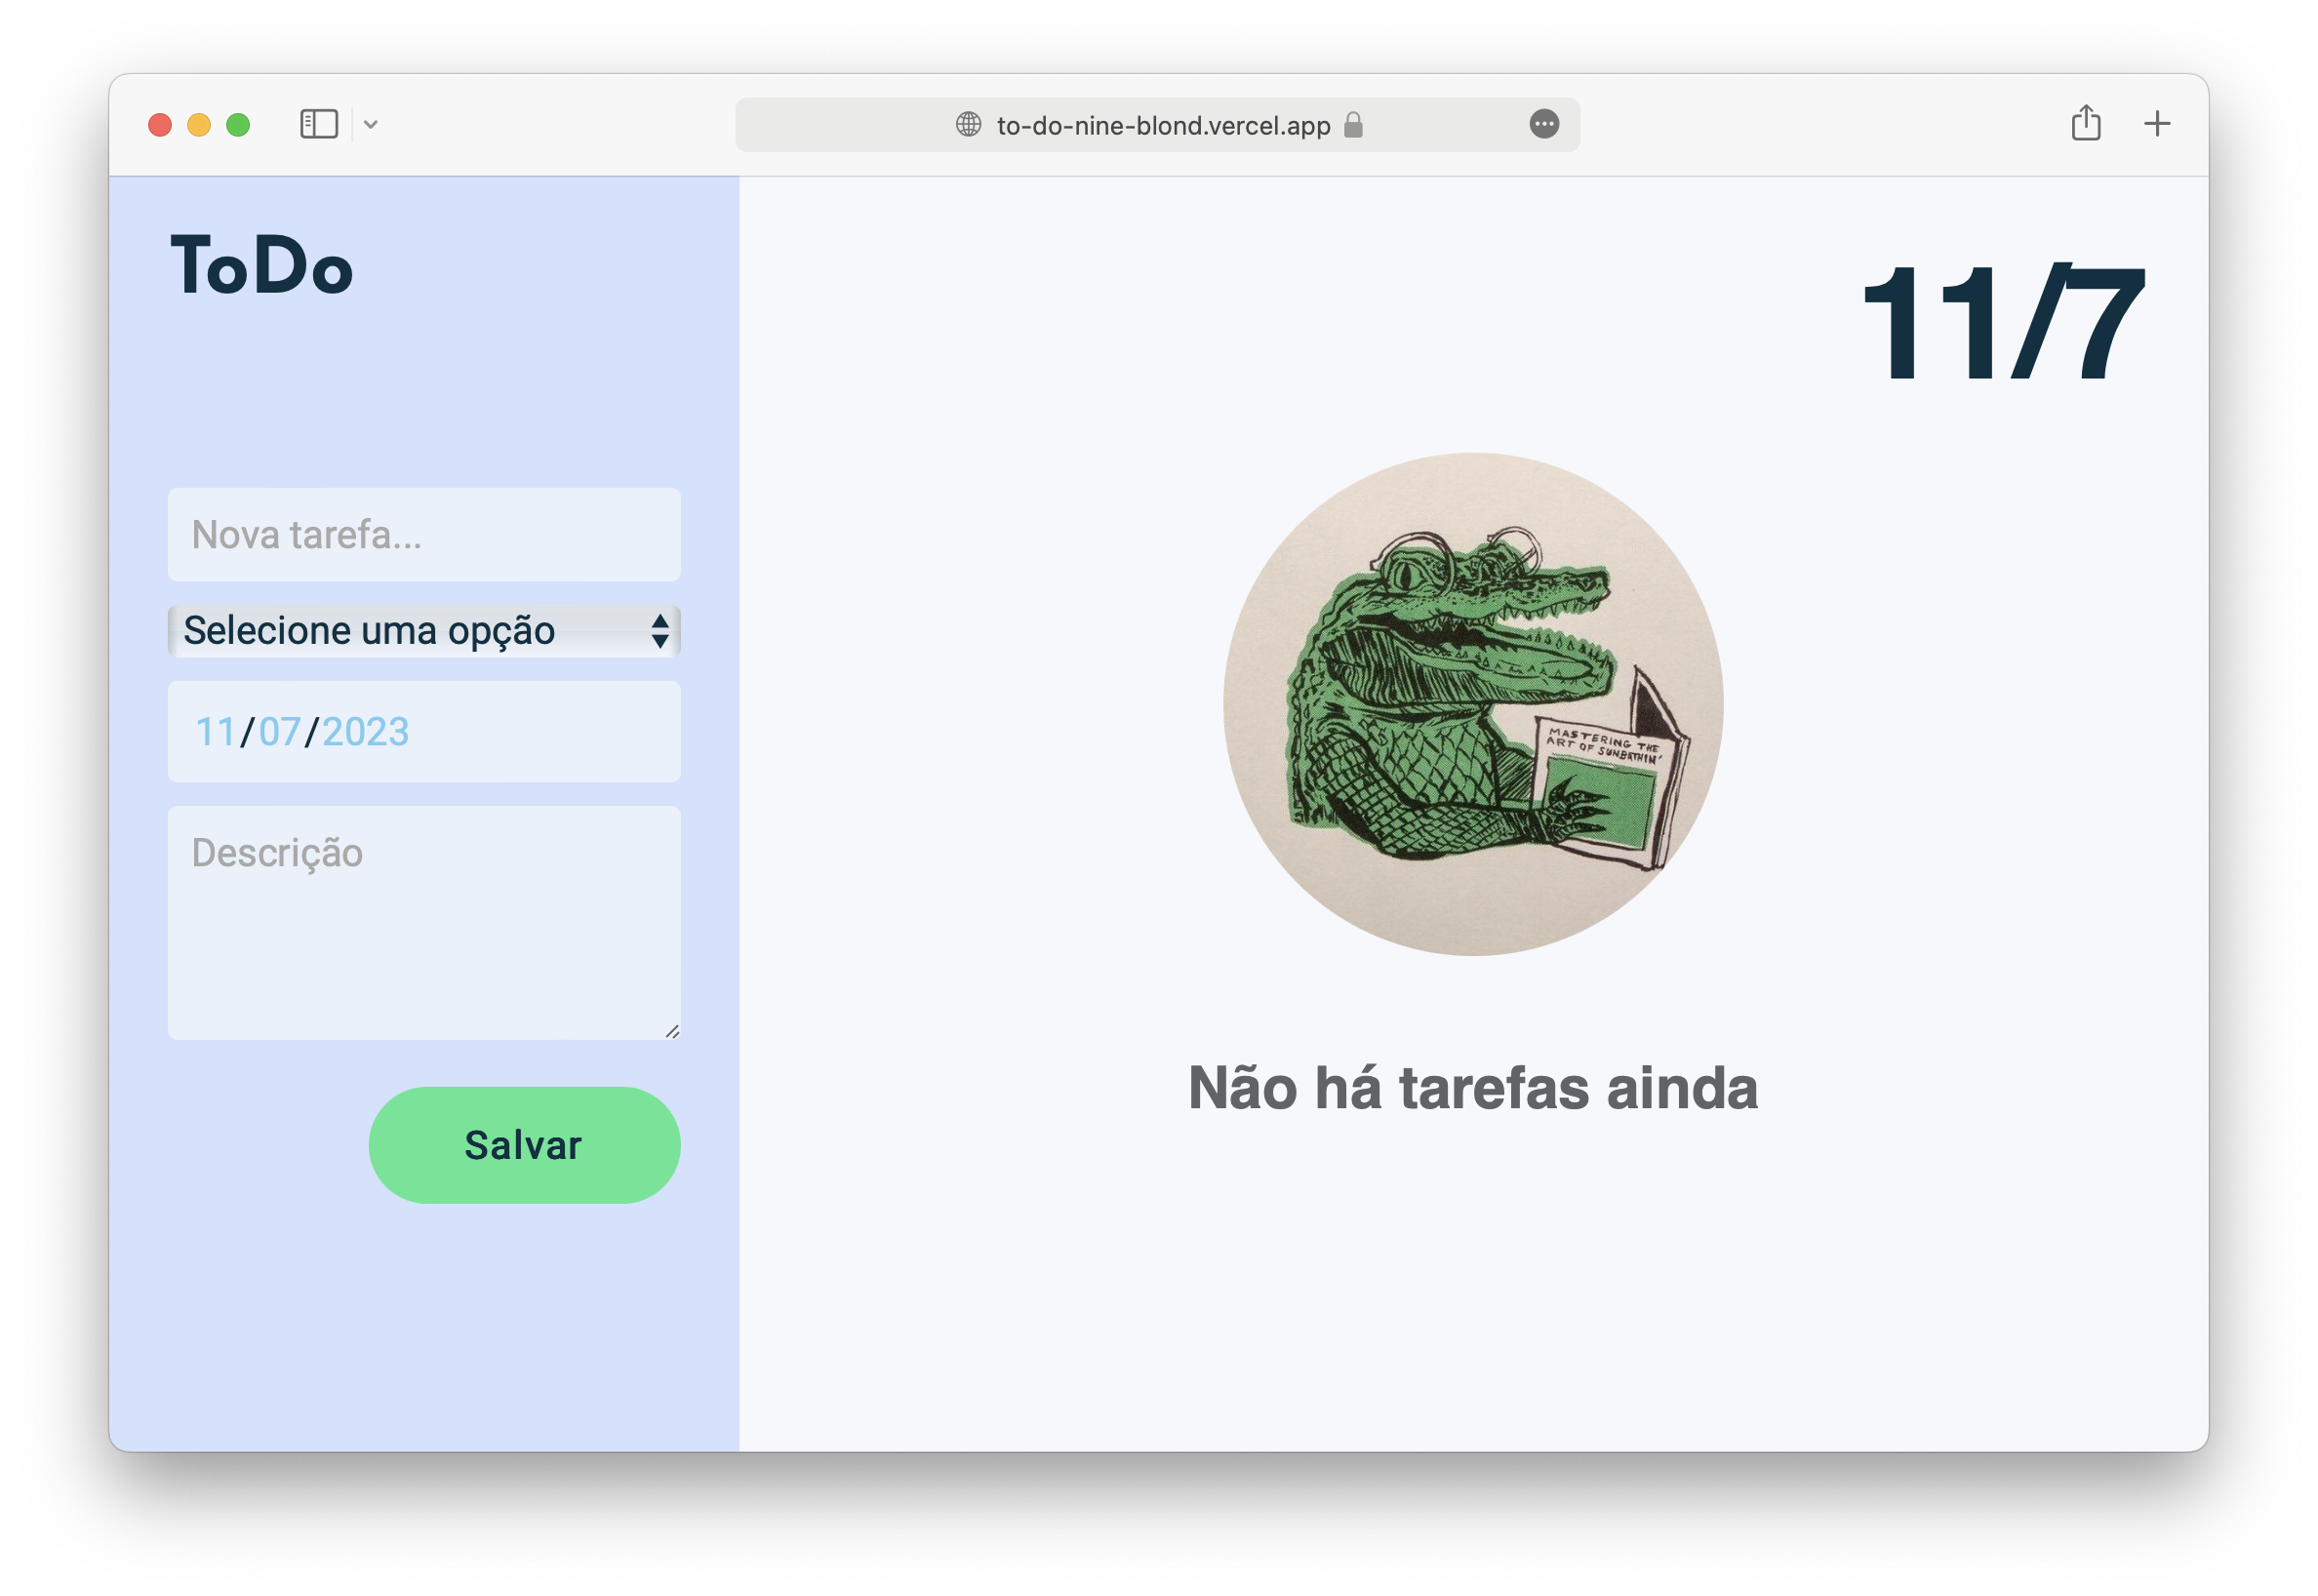 to-do-nine-blond.vercel.app
ToDo
11/7
Nova tarefa...
Selecione uma opção
11/07/2023
Descrição
Salvar
MASTERING THE
ART OF SUNBATHIN'
Não há tarefas ainda